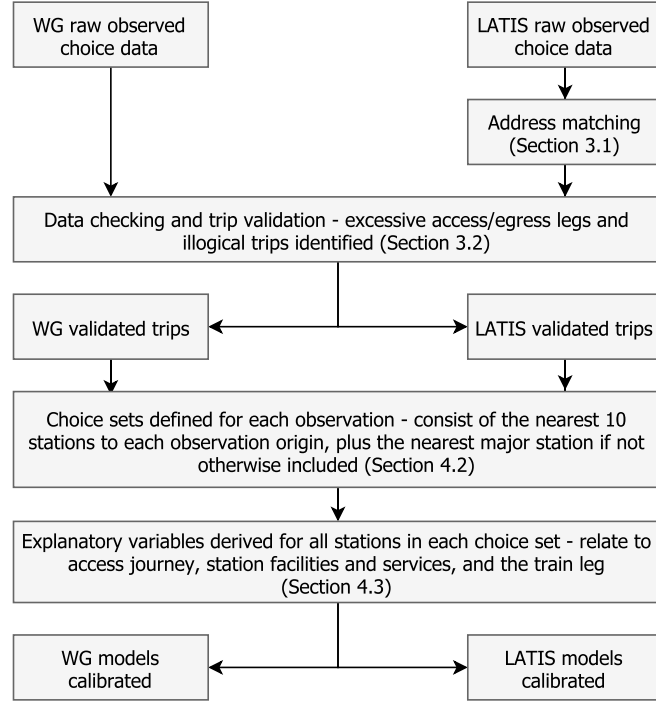 WG raw observed
choice data
LATIS raw observed
choice data
Address matching
(Section 3.1)
Data checking and trip validation - excessive access/egress legs and
illogical trips identified (Section 3.2)
WG validated trips
LATIS validated trips
Choice sets defined for each observation - consist of the nearest 10
stations to each observation origin, plus the nearest major station if not
otherwise included (Section 4.2)
Explanatory variables derived for all stations in each choice set - relate to
access journey, station facilities and services, and the train leg
(Section 4.3)
WG models
calibrated
LATIS models
calibrated